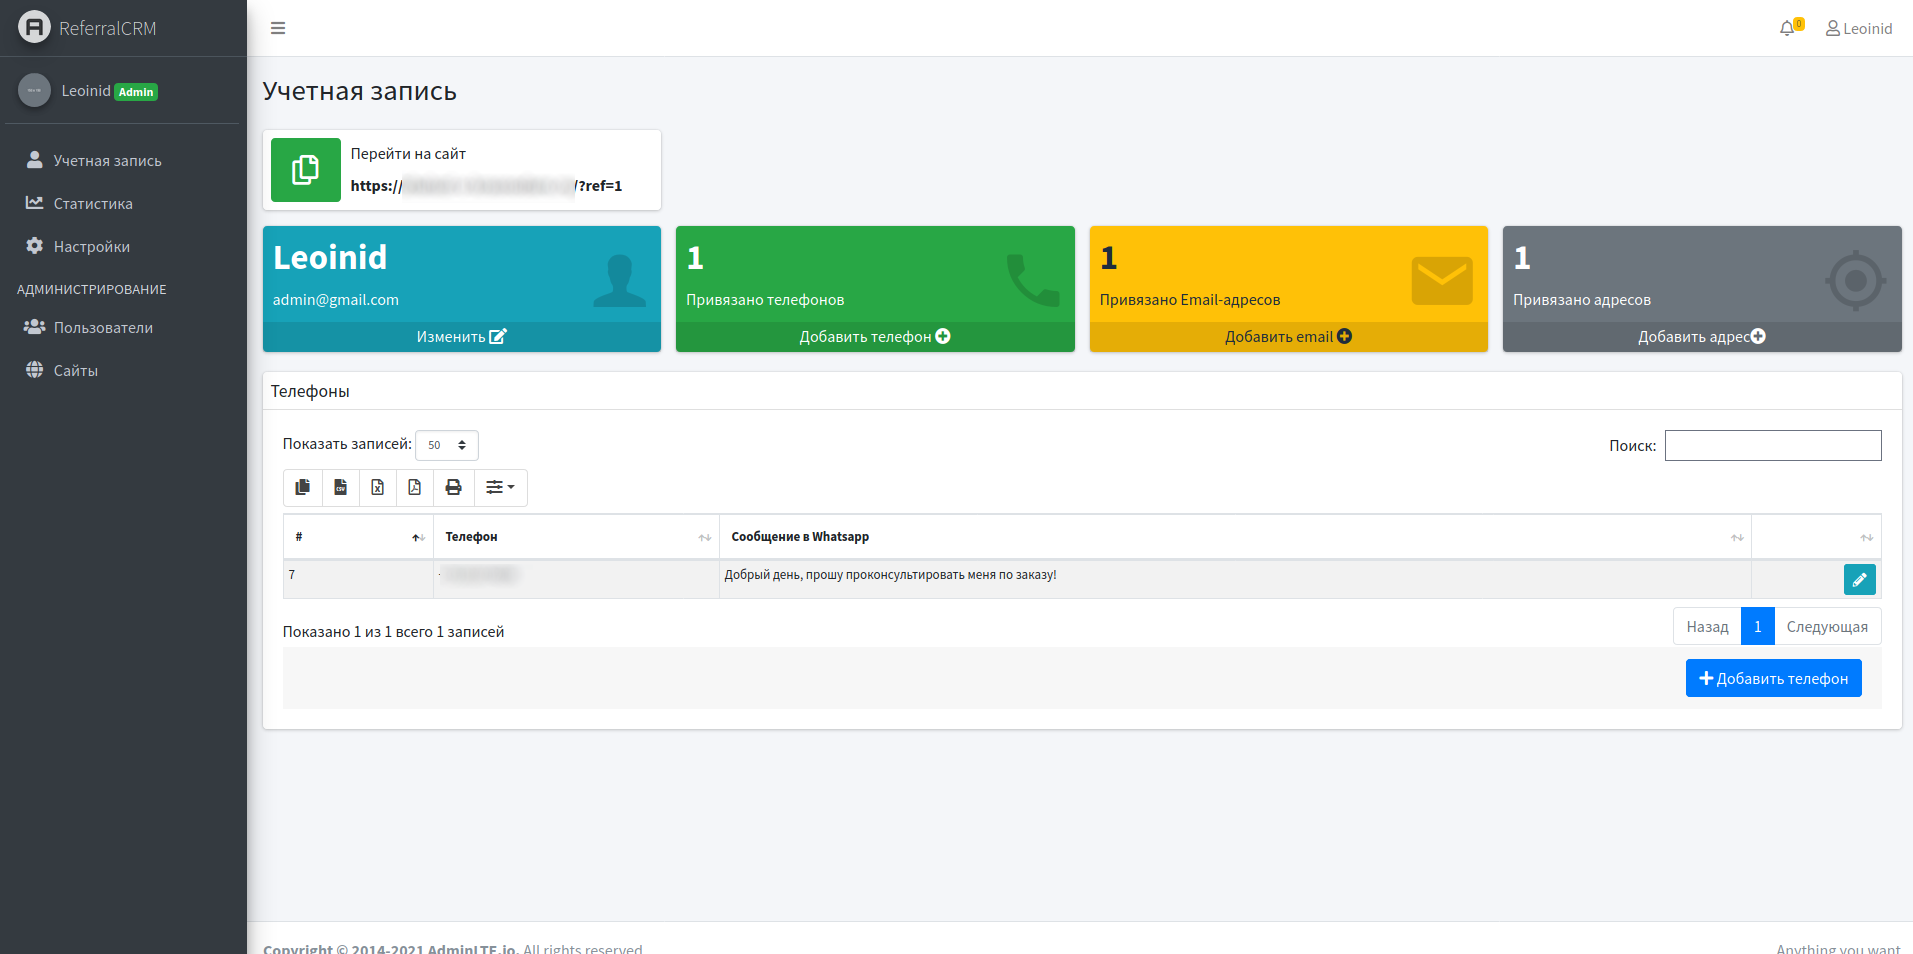 ReferralCRM
0
Leoinid
Leoinid Admin
Учетная запись
Статистика
Настройки
АДМИНИСТРИРОВАНИЕ
Пользователи
Сайты
Учетная запись
Перейти на сайт
https:// /?ref=1
Leoinid
admin@gmail.com
Изменить
1
Привязано телефонов
Добавить телефон
1
Привязано Email-адресов
Добавить email
1
Привязано адресов
Добавить адрес
Телефоны
Показать записей: 50
Поиск:
CSV
# Телефон Сообщение в Whatsapp
7 Добрый день, прошу проконсультировать меня по заказу!
Показано 1 из 1 всего 1 записей
Назад 1 Следующая
Добавить телефон
Copyright © 2014-2021 AdminLTE.io. All rights reserved.
Anything you want